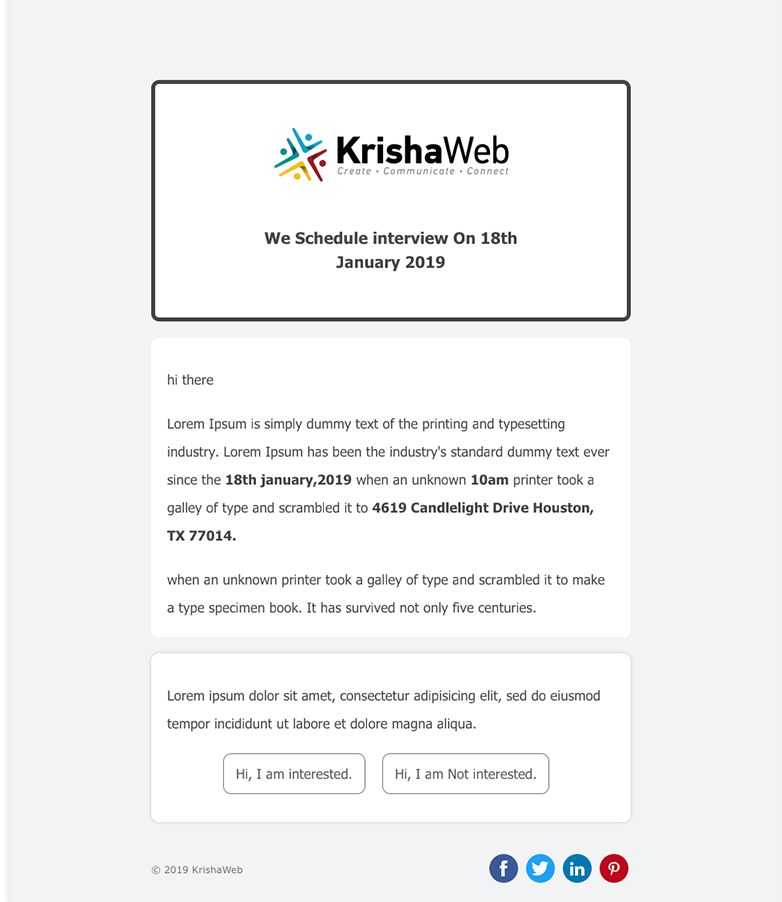 KrishaWeb
Create • Communicate • Connect
We Schedule interview On 18th
January 2019
hi there
Lorem Ipsum is simply dummy text of the printing and typesetting
industry. Lorem Ipsum has been the industry's standard dummy text ever
since the 18th january,2019 when an unknown 10am printer took a
galley of type and scrambled it to 4619 Candlelight Drive Houston,
TX 77014.
when an unknown printer took a galley of type and scrambled it to make
a type specimen book. It has survived not only five centuries.
Lorem ipsum dolor sit amet, consectetur adipisicing elit, sed do eiusmod
tempor incididunt ut labore et dolore magna aliqua.
Hi, I am interested. Hi, I am Not interested.
© 2019 KrishaWeb